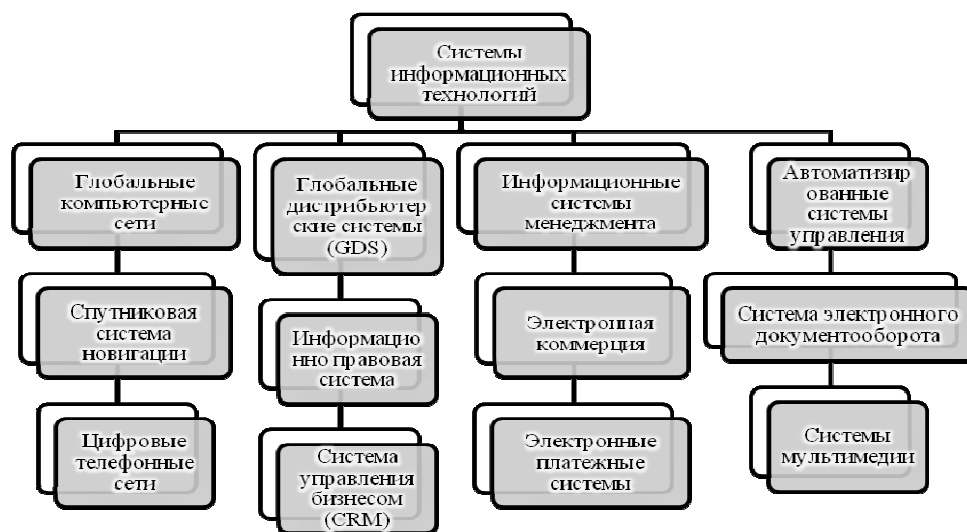 Системы
информационных
технологий
Глобальные
компьютерные
сети
Глобальные
дистрибьютер
ские системы
(GDS)
Информационные
системы
менеджмента
Автоматизир
ованные
системы
управления
Спутниковая
система
новигации
Информацио
нно правовая
система
Электронная
коммерция
Система электронного
документооборота
Цифровые
телефонные
сети
Система
управления
бизнесом
(CRM)
Электронные
платежные
системы
Системы
мультимедии